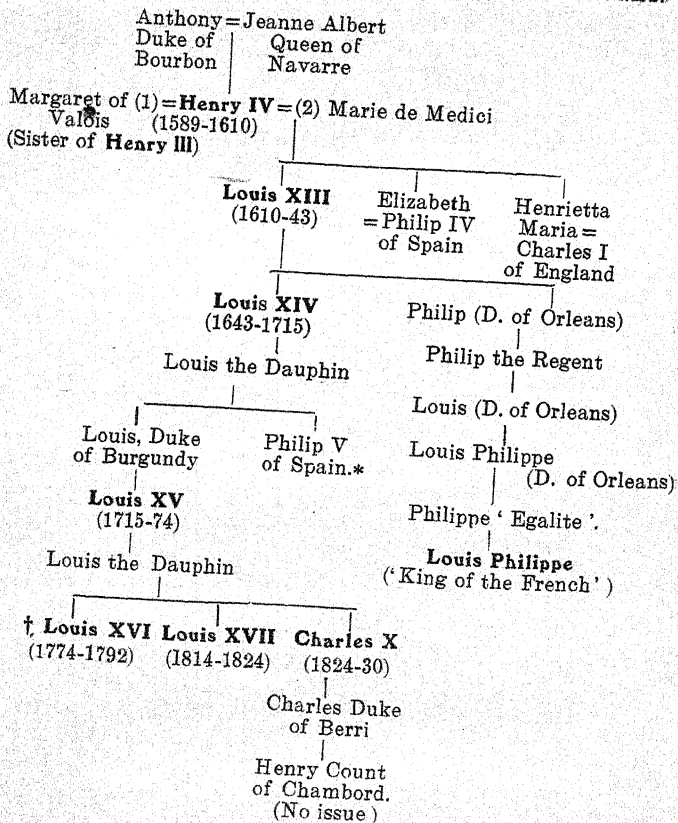 Anthony = Jeanne Albert
Duke of Queen of
Bourbon Navarre
Margaret of (1) = Henry IV = (2) Marie de Medici
Valois (1589-1610)
(Sister of Henry III)
Louis XIII
(1610-43)
Elizabeth
= Philip IV
of Spain
Henrietta
Maria =
Charles I
of England
Louis XIV
(1643-1715)
Philip (D. of Orleans)
Louis the Dauphin
Philip the Regent
Louis (D. of Orleans)
Louis, Duke
of Burgundy
Philip V
of Spain.*
Louis Philippe
(D. of Orleans)
Louis XV
(1715-74)
Philippe ‘ Egalite ’.
Louis the Dauphin
Louis Philippe
(‘King of the French’ )
†, Louis XVI Louis XVII Charles X
(1774-1792) (1814-1824) (1824-30)
Charles Duke
of Berri
Henry Count
of Chambord.
(No issue )